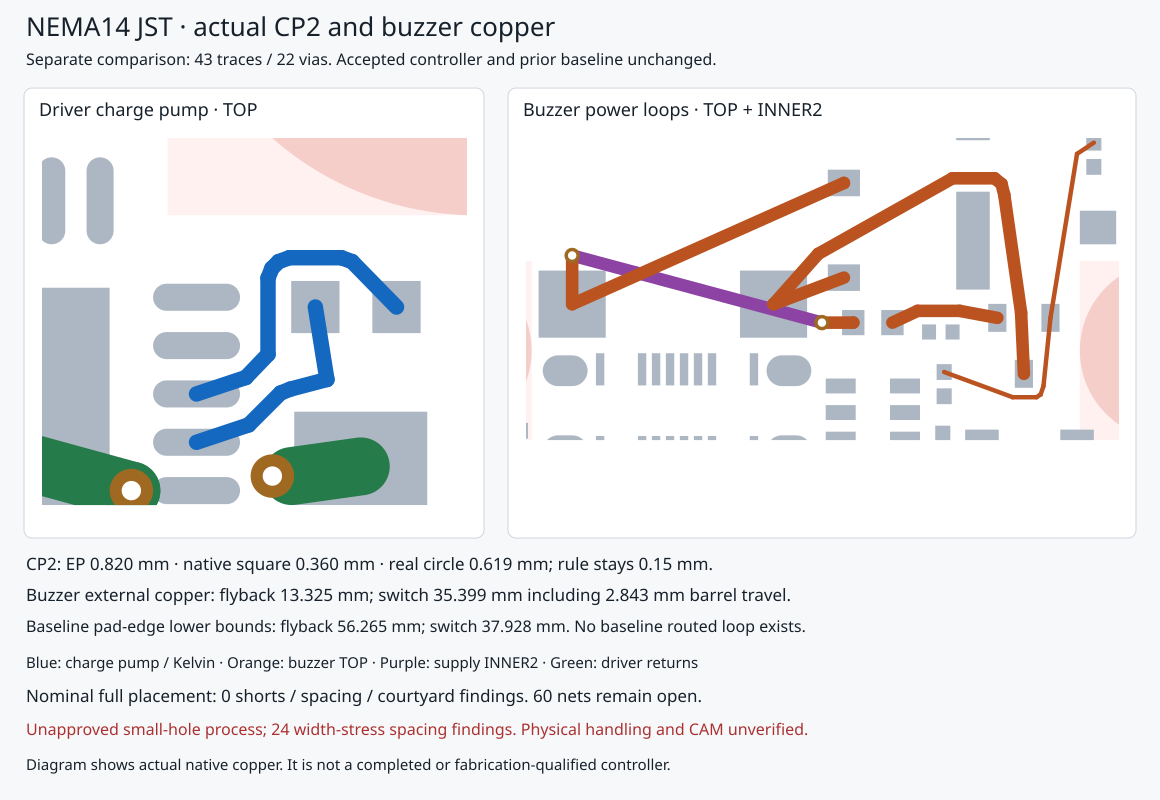 NEMA14 JST · actual CP2 and buzzer copper
Separate comparison: 43 traces / 22 vias. Accepted controller and prior baseline unchanged.
Driver charge pump · TOP
Buzzer power loops · TOP + INNER2
CP2: EP 0.820 mm · native square 0.360 mm · real circle 0.619 mm; rule stays 0.15 mm.
Buzzer external copper: flyback 13.325 mm; switch 35.399 mm including 2.843 mm barrel travel.
Baseline pad-edge lower bounds: flyback 56.265 mm; switch 37.928 mm. No baseline routed loop exists.
Blue: charge pump / Kelvin · Orange: buzzer TOP · Purple: supply INNER2 · Green: driver returns
Nominal full placement: 0 shorts / spacing / courtyard findings. 60 nets remain open.
Unapproved small-hole process; 24 width-stress spacing findings. Physical handling and CAM unverified.
Diagram shows actual native copper. It is not a completed or fabrication-qualified controller.